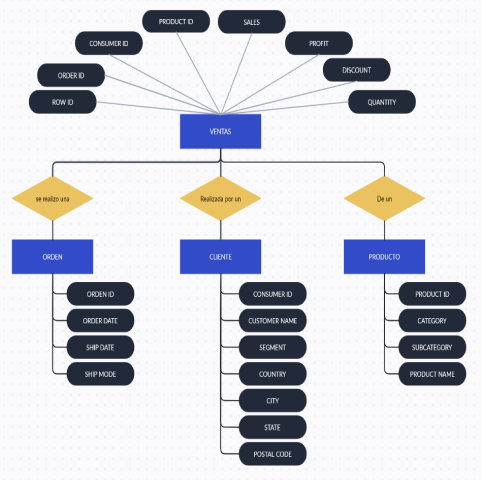 PRODUCT ID
SALES
CONSUMER ID
PROFIT
ORDER ID
DISCOUNT
ROW ID
QUANTITY
VENTAS
se realizo una
Realizada por un
De un
ORDEN
CLIENTE
PRODUCTO
ORDEN ID
CONSUMER ID
PRODUCT ID
ORDER DATE
CUSTOMER NAME
CATEGORY
SHIP DATE
SEGMENT
SUBCATEGORY
SHIP MODE
COUNTRY
PRODUCT NAME
CITY
STATE
POSTAL CODE